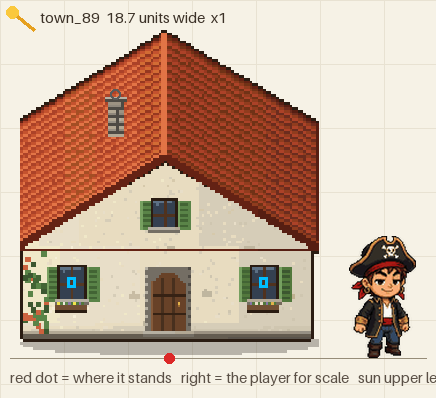 town_89  18.7 units wide  x1
red dot = where it stands   right = the player for scale   sun upper le